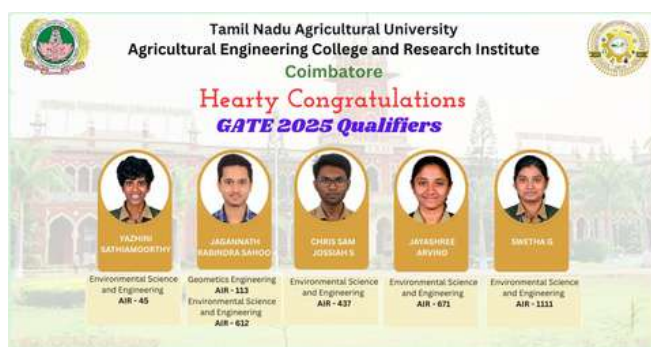 Tamil Nadu Agricultural University
Agricultural Engineering College and Research Institute
Coimbatore
Hearty Congratulations
GATE 2025 Qualifiers
YAZHINI
SATHIAMOORTHY
Environmental Science
and Engineering
AIR - 45
JAGANNATH
RABINDRA SAHOO
Geometics Engineering
AIR - 113
Environmental Science
and Engineering
AIR - 612
CHRIS SAM
JOSSIAH S
Environmental Science
and Engineering
AIR - 437
JAYASHREE
ARVIND
Environmental Science
and Engineering
AIR - 671
SWETHA G
Environmental Science
and Engineering
AIR - 1111